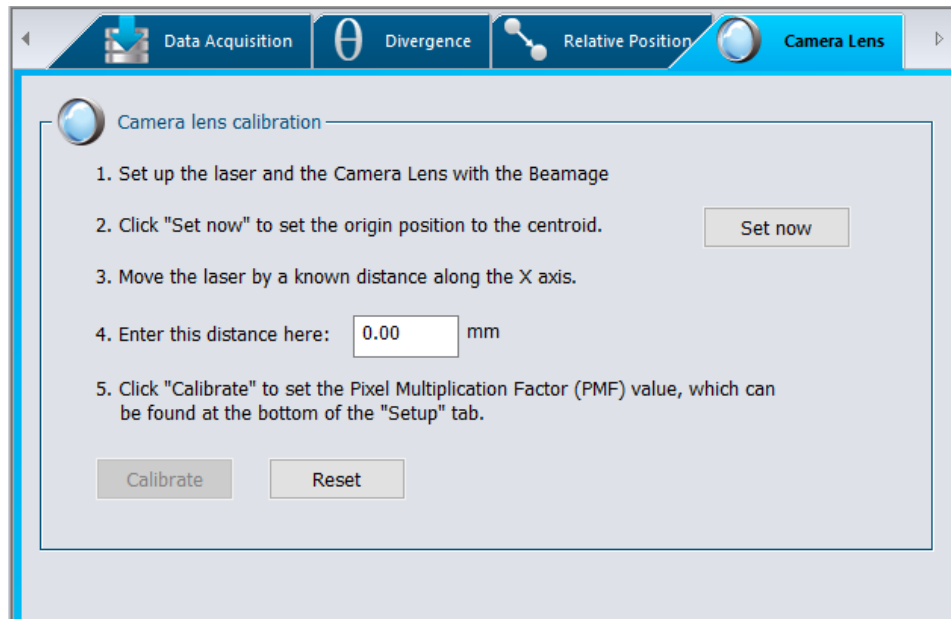 Data Acquisition
θ Divergence
Relative Position
Camera Lens
Camera lens calibration
1. Set up the laser and the Camera Lens with the Beamage
2. Click "Set now" to set the origin position to the centroid.
Set now
3. Move the laser by a known distance along the X axis.
4. Enter this distance here: 0.00 mm
5. Click "Calibrate" to set the Pixel Multiplication Factor (PMF) value, which can
be found at the bottom of the "Setup" tab.
Calibrate
Reset